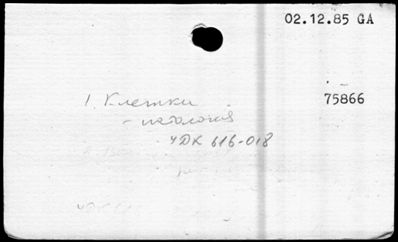 02.12.85 GA
75866
1. Клетки
- патология
УДК 616-018